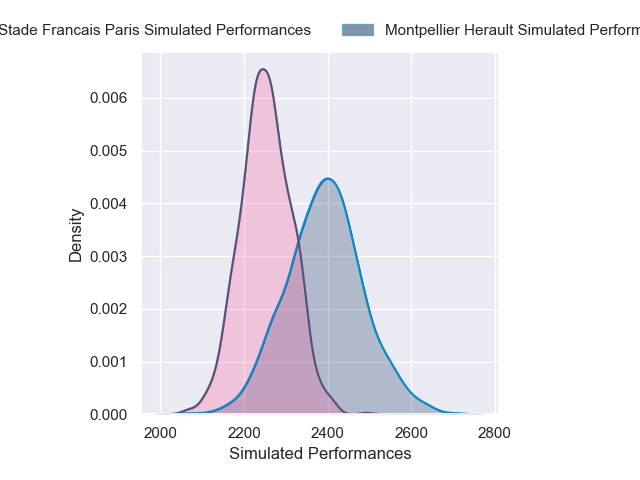 Stade Francais Paris Simulated Performances Montpellier Herault Simulated Perform
0.006
0.005
0.004
0.003
0.002
0.001
0.000
Density
2000 2200 2400 2600 2800
Simulated Performances